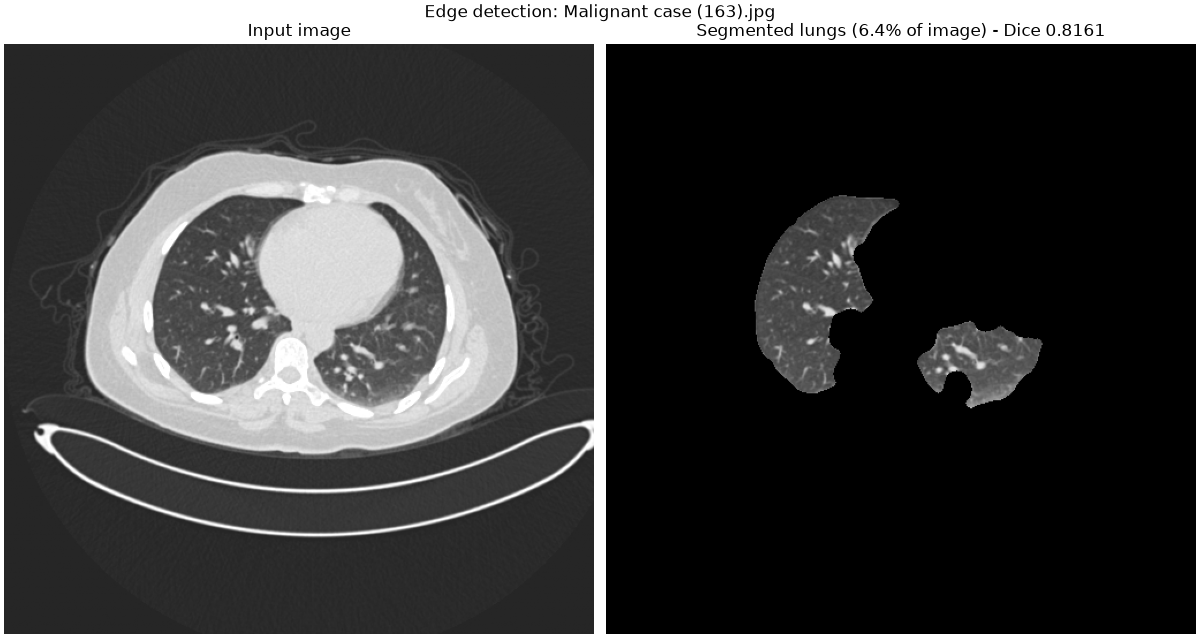 Edge detection: Malignant case (163).jpg
Input image
Segmented lungs (6.4% of image) - Dice 0.8161